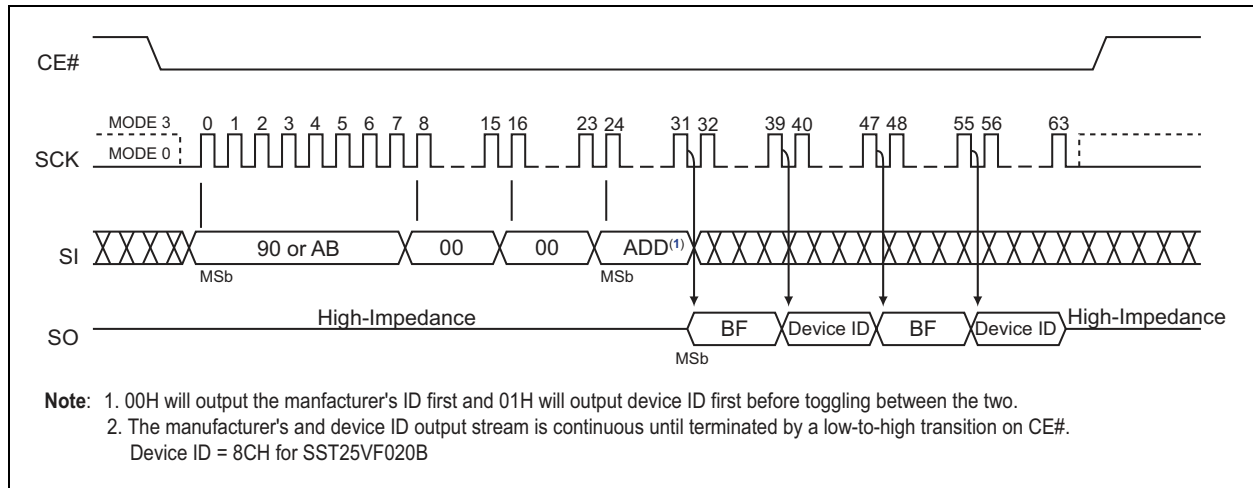 CE#
MODE 3 0 1 2 3 4 5 6 7 8 15 16 23 24 31 32 39 40 47 48 55 56 63
SCK MODE 0
SI 90 or AB 00 00 ADD(1)
MSb MSb
SO High-Impedance BF Device ID BF Device ID High-Impedance
MSb
Note: 1. 00H will output the manfacturer's ID first and 01H will output device ID first before toggling between the two.
2. The manufacturer's and device ID output stream is continuous until terminated by a low-to-high transition on CE#.
Device ID = 8CH for SST25VF020B